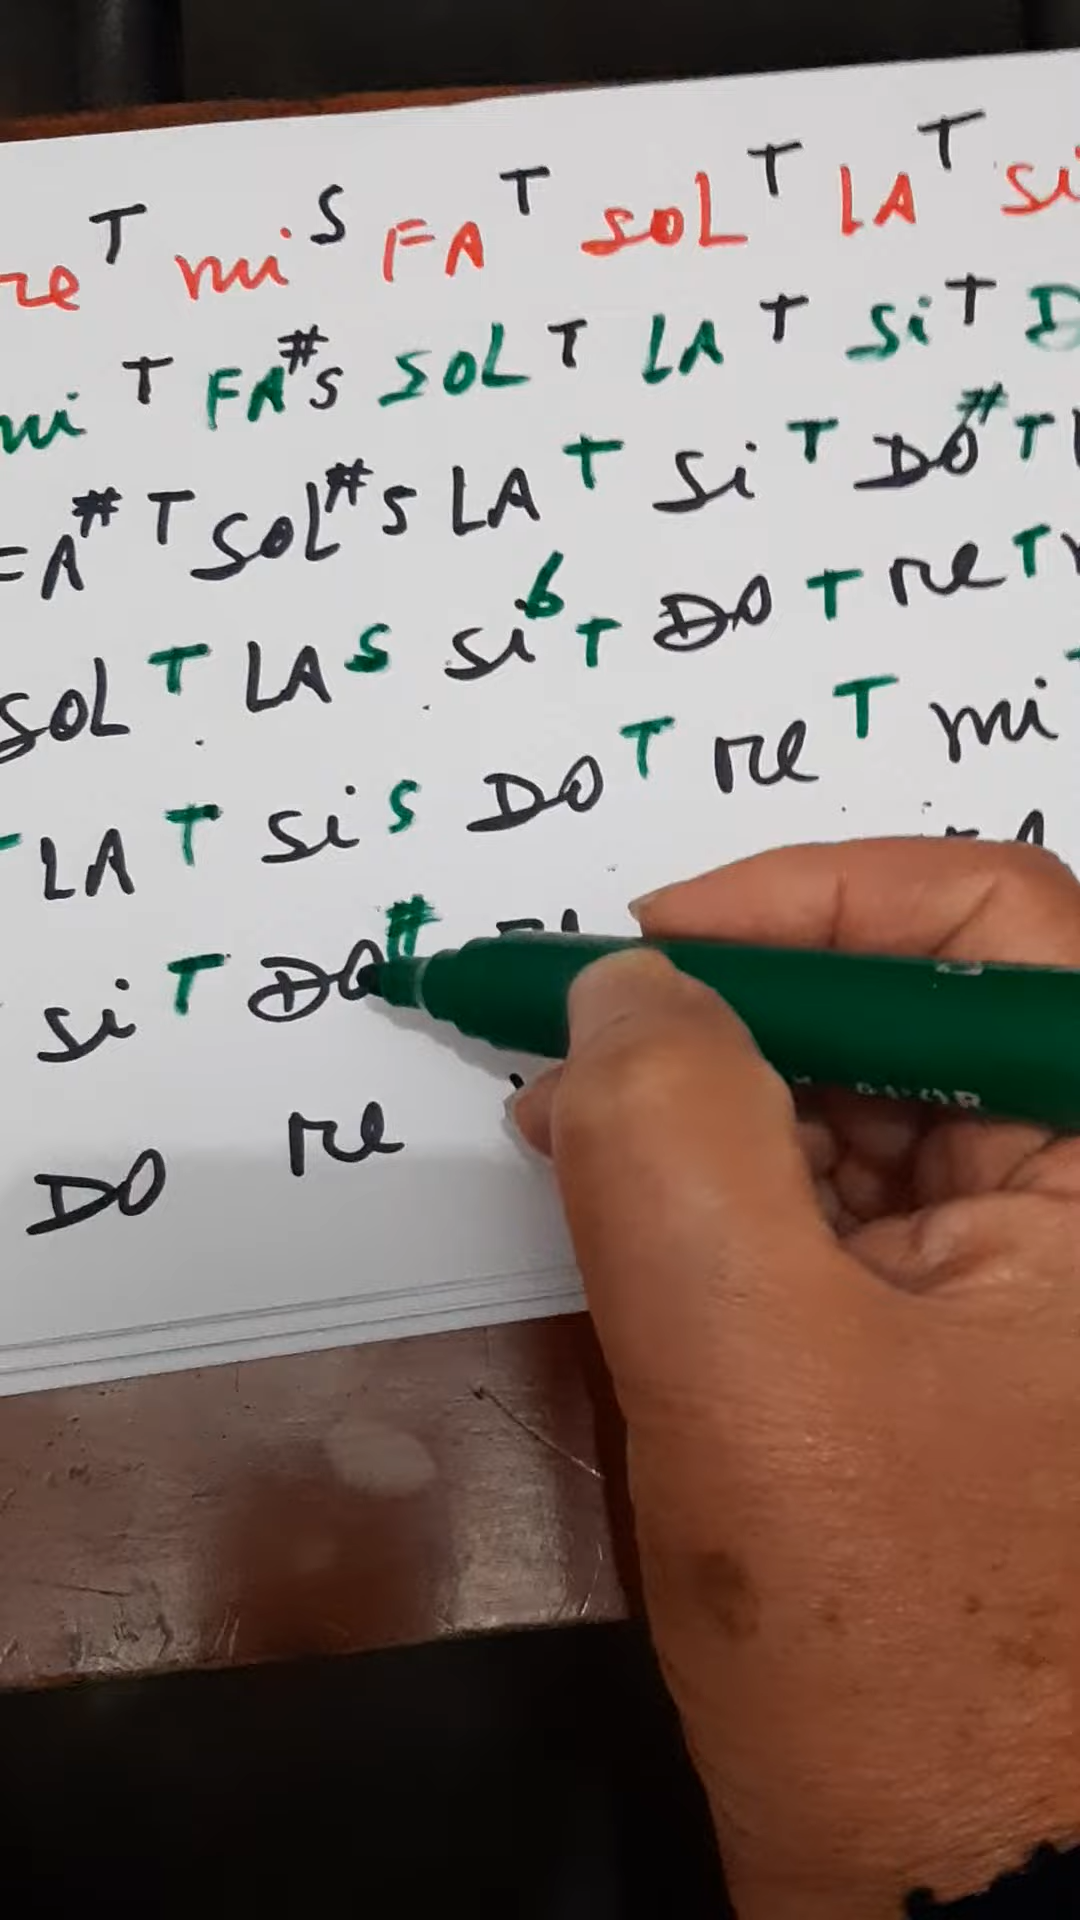 re T mi S FA T SOL T LA T Si
mi T FA# S SOL T LA T Si T D
FA# T SOL# S LA T Si T DO# T
SOL T LA S Si b T DO T re T
T LA T Si S DO T re T mi T
Si T DO#
DO re